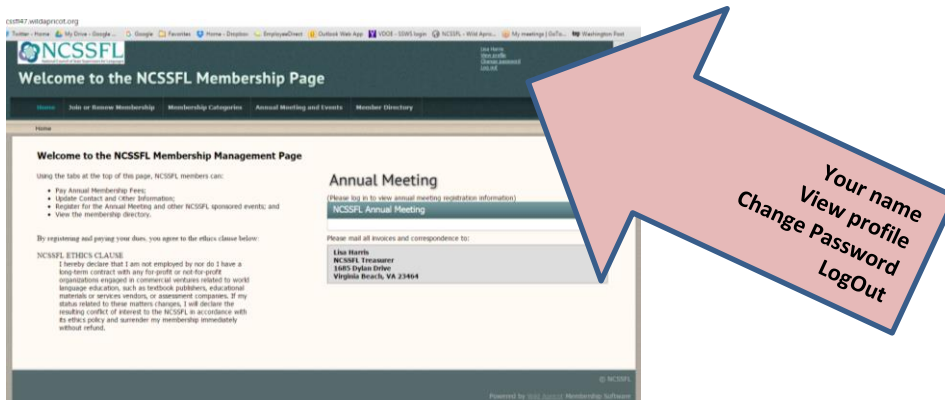 cssfl47.wildapricot.org
Twitter - Home My Drive - Google ... Google Favorites Home - Dropbox EmployeeDirect Outlook Web App VDOE - SSWS login NCSSFL - Wild Apric... My meetings | GoTo... Washington Post
NCSSFL
Lisa Harris
View profile
Change password
Log out
Welcome to the NCSSFL Membership Page
Home Join or Renew Membership Membership Categories Annual Meeting and Events Member Directory
Home
Welcome to the NCSSFL Membership Management Page
Using the tabs at the top of this page, NCSSFL members can:
• Pay Annual Membership Fees;
• Update Contact and Other Information;
• Register for the Annual Meeting and other NCSSFL sponsored events; and
• View the membership directory.
By registering and paying your dues, you agree to the ethics clause below:
NCSSFL ETHICS CLAUSE
I hereby declare that I am not employed by nor do I have a
long-term contract with any for-profit or not-for-profit
organizations engaged in commercial ventures related to world
language education, such as textbook publishers, educational
materials or services vendors, or assessment companies. If my
status related to these matters changes, I will declare the
resulting conflict of interest to the NCSSFL in accordance with
its ethics policy and surrender my membership immediately
without refund.
Annual Meeting
(Please log in to view annual meeting registration information)
NCSSFL Annual Meeting
Please mail all invoices and correspondence to:
Lisa Harris
NCSSFL Treasurer
1685 Dylan Drive
Virginia Beach, VA 23464
© NCSSFL
Powered by Wild Apricot Membership Software
Your name
View profile
Change Password
LogOut